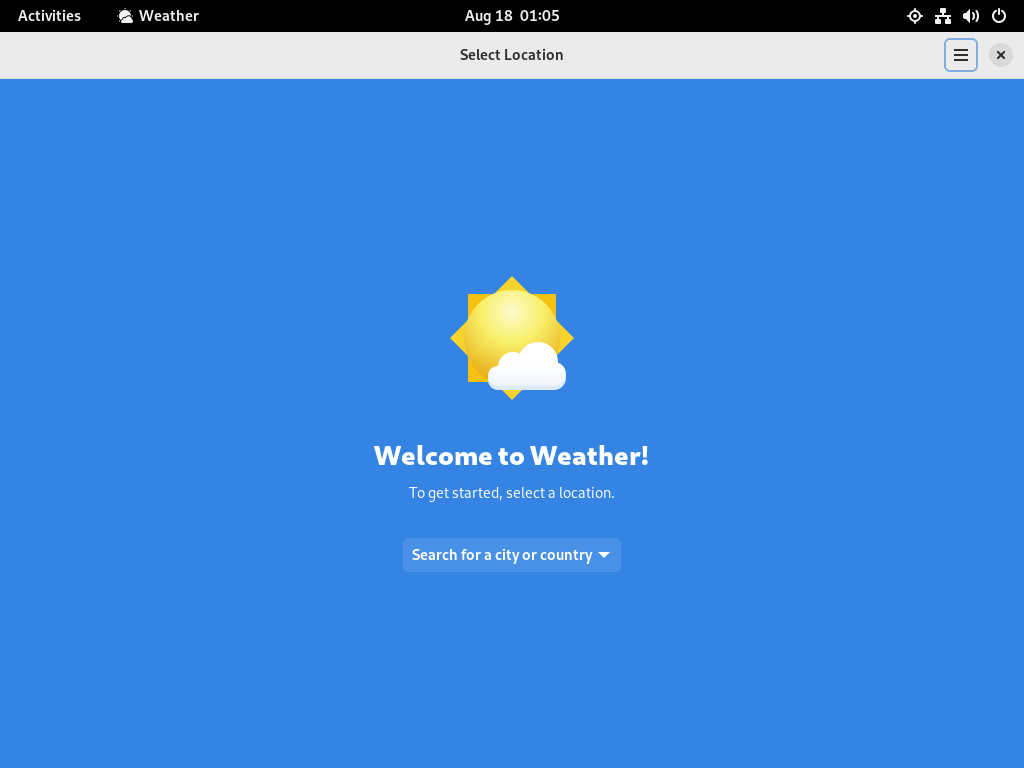 Activities Weather Aug 18 01:05
Select Location
Welcome to Weather!
To get started, select a location.
Search for a city or country